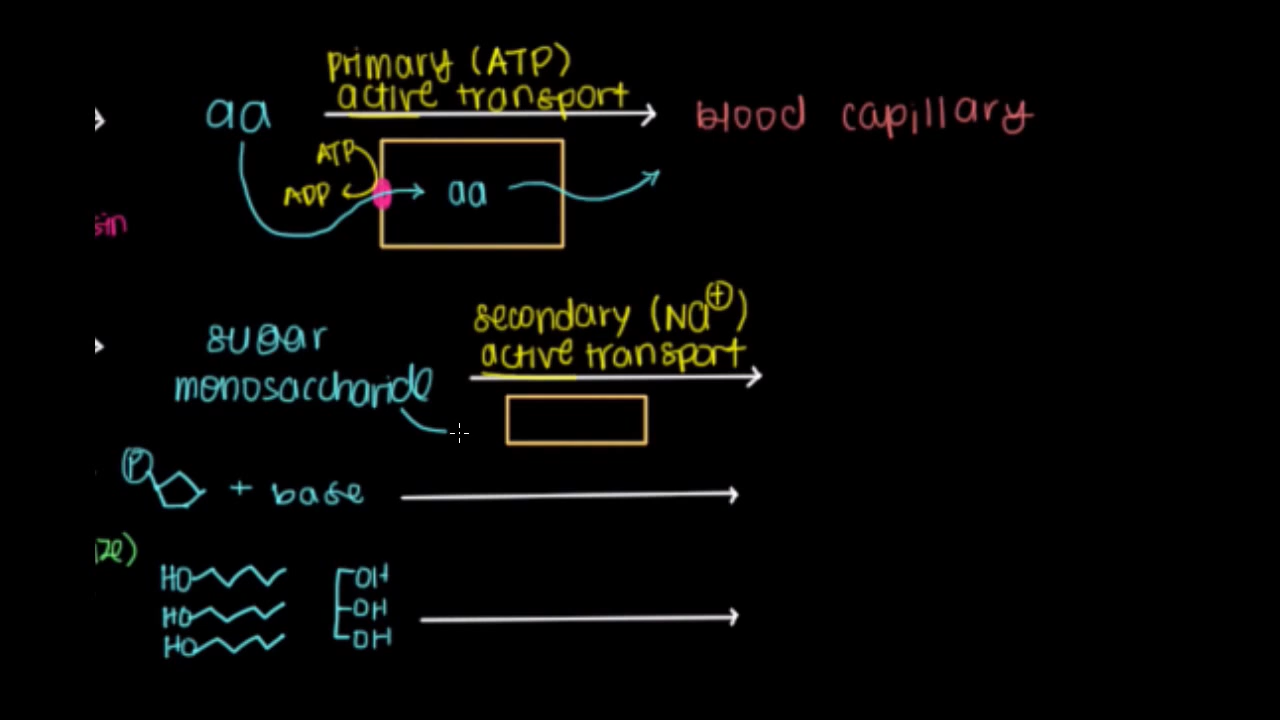 primary (ATP)
active transport
aa
blood capillary
ATP
ADP
aa
sin
secondary (Na+)
active transport
sugar
monosaccharide
P
+ base
HO
HO
HO
OH
OH
OH